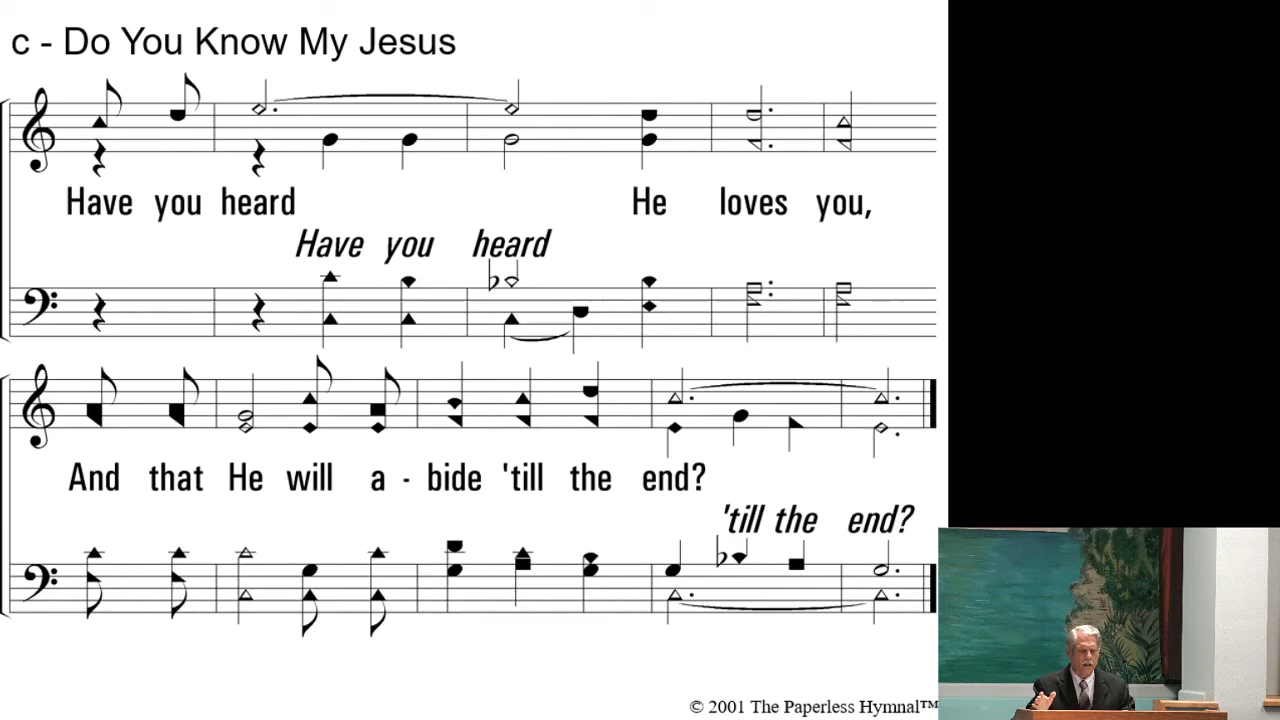 c - Do You Know My Jesus
Have you heard He loves you,
Have you heard
And that He will a - bide 'till the end?
'till the end?
© 2001 The Paperless Hymnal™